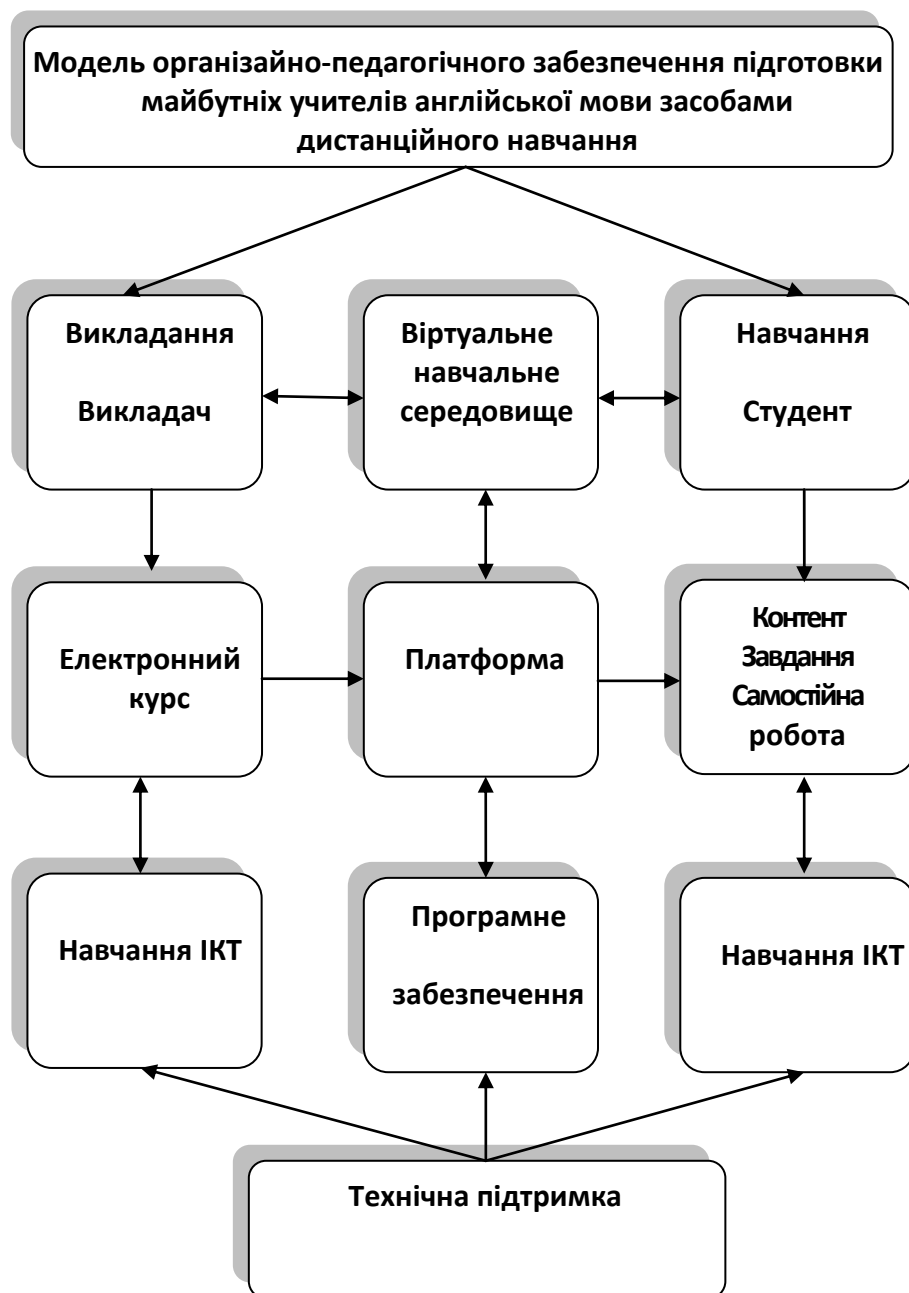 Модель організайно-педагогічного забезпечення підготовки
майбутніх учителів англійської мови засобами
дистанційного навчання
Викладання
Викладач
Віртуальне
навчальне
середовище
Навчання
Студент
Електронний
курс
Платформа
Контент
Завдання
Самостійна
робота
Навчання ІКТ
Програмне
забезпечення
Навчання ІКТ
Технічна підтримка